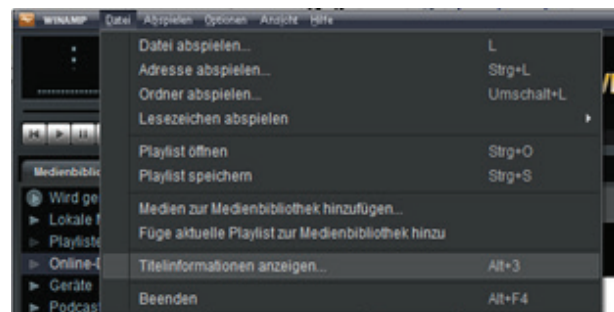 WINAMP Datei Abspielen Optionen Ansicht Hilfe
Datei abspielen... L
Adresse abspielen... Strg+L
Ordner abspielen... Umschalt+L
Lesezeichen abspielen
Playlist öffnen Strg+O
Playlist speichern Strg+S
Medienbiblio
Wird ge
Medien zur Medienbibliothek hinzufügen...
Lokale
Füge aktuelle Playlist zur Medienbibliothek hinzu
Playliste
Online-D
Titelinformationen anzeigen... Alt+3
Geräte
Beenden Alt+F4
Podcas